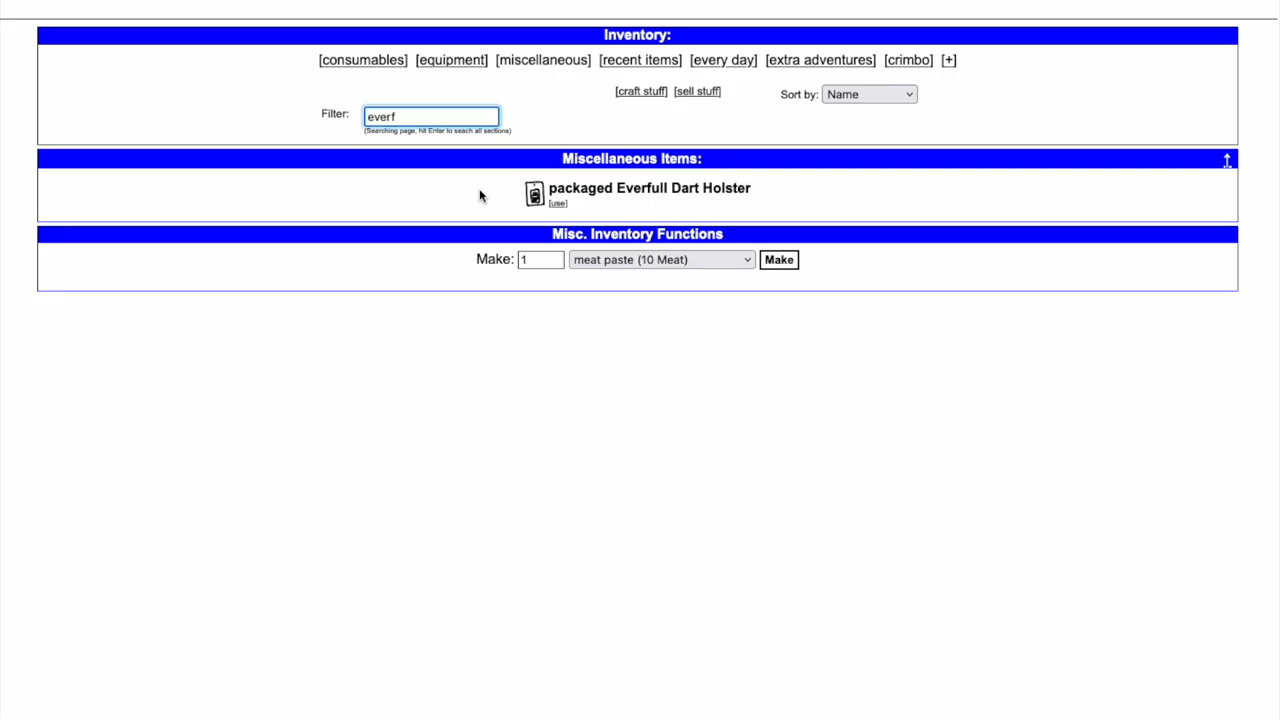 Inventory:
[consumables] [equipment] [miscellaneous] [recent items] [every day] [extra adventures] [crimbo] [+]
[craft stuff] [sell stuff]
Sort by: Name
Filter: everf
(Searching page, hit Enter to seach all sections)
Miscellaneous Items:
packaged Everfull Dart Holster
[use]
Misc. Inventory Functions
Make: 1 meat paste (10 Meat) Make